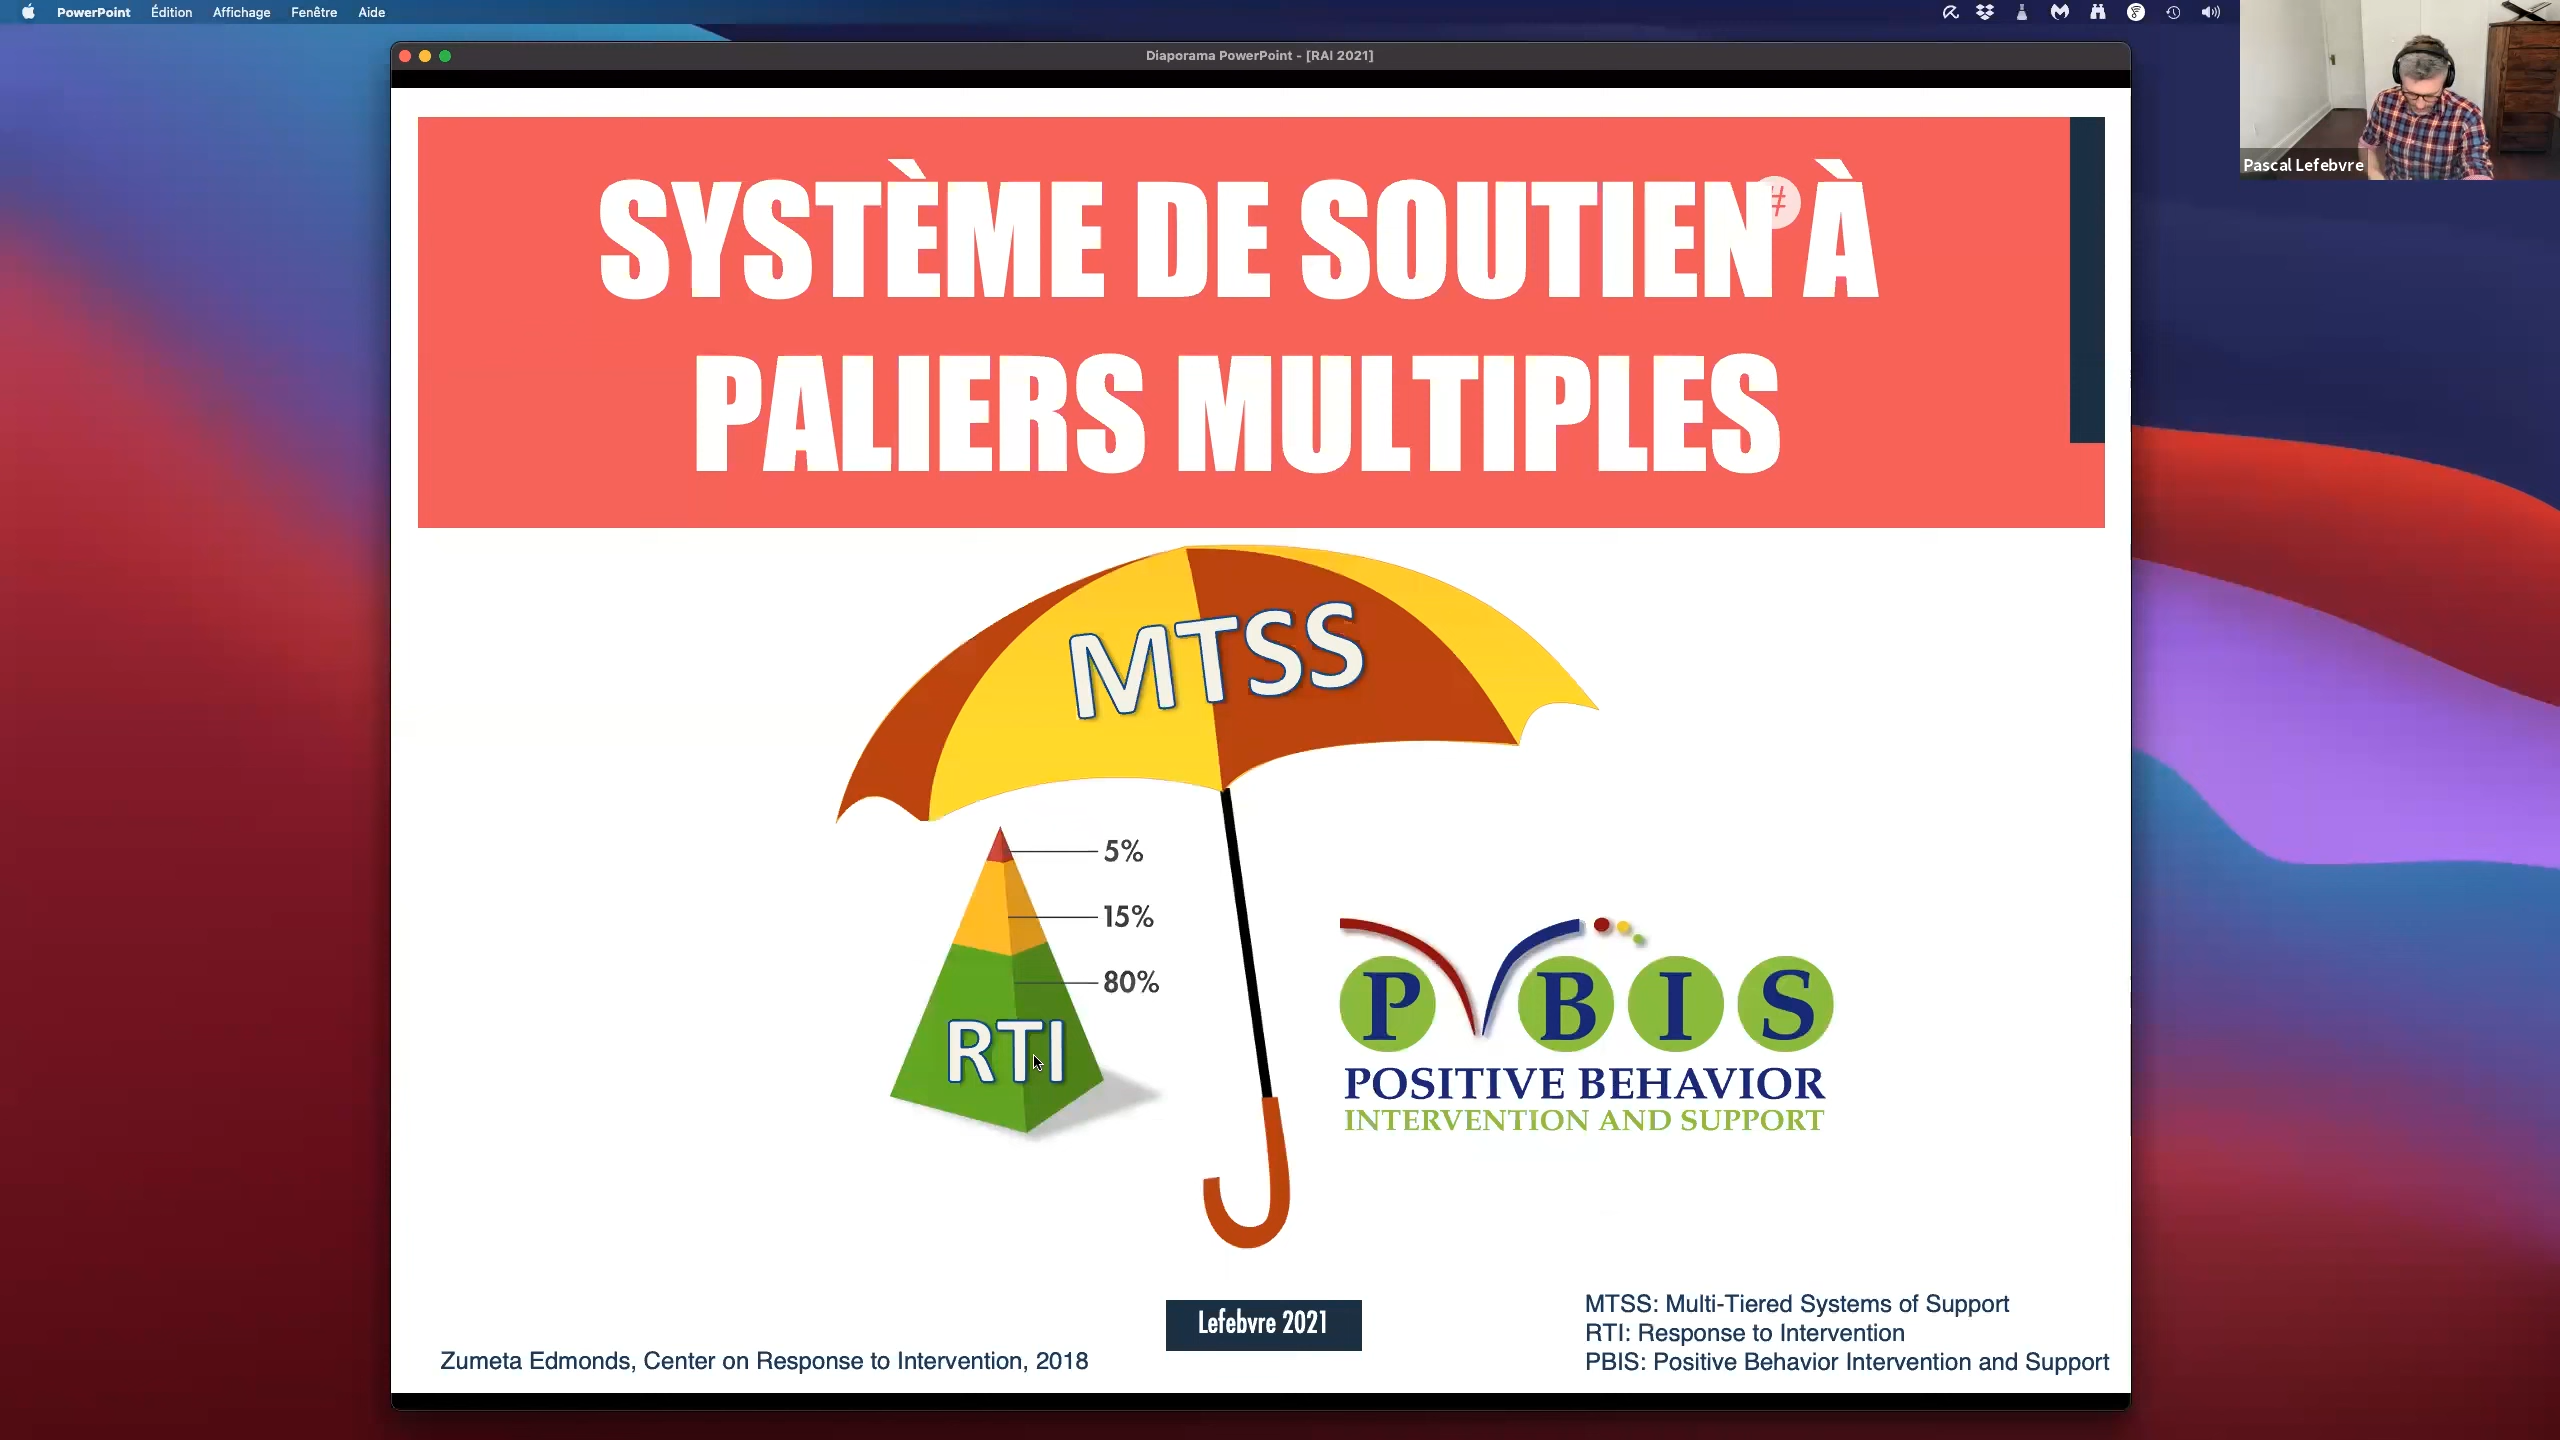 PowerPoint Édition Affichage Fenêtre Aide
Diaporama PowerPoint - [RAI 2021]
Pascal Lefebvre
SYSTÈME DE SOUTIEN À
#
PALIERS MULTIPLES
MTSS
5%
15%
80%
RTI
P BIS
POSITIVE BEHAVIOR
INTERVENTION AND SUPPORT
Lefebvre 2021
Zumeta Edmonds, Center on Response to Intervention, 2018
MTSS: Multi-Tiered Systems of Support
RTI: Response to Intervention
PBIS: Positive Behavior Intervention and Support